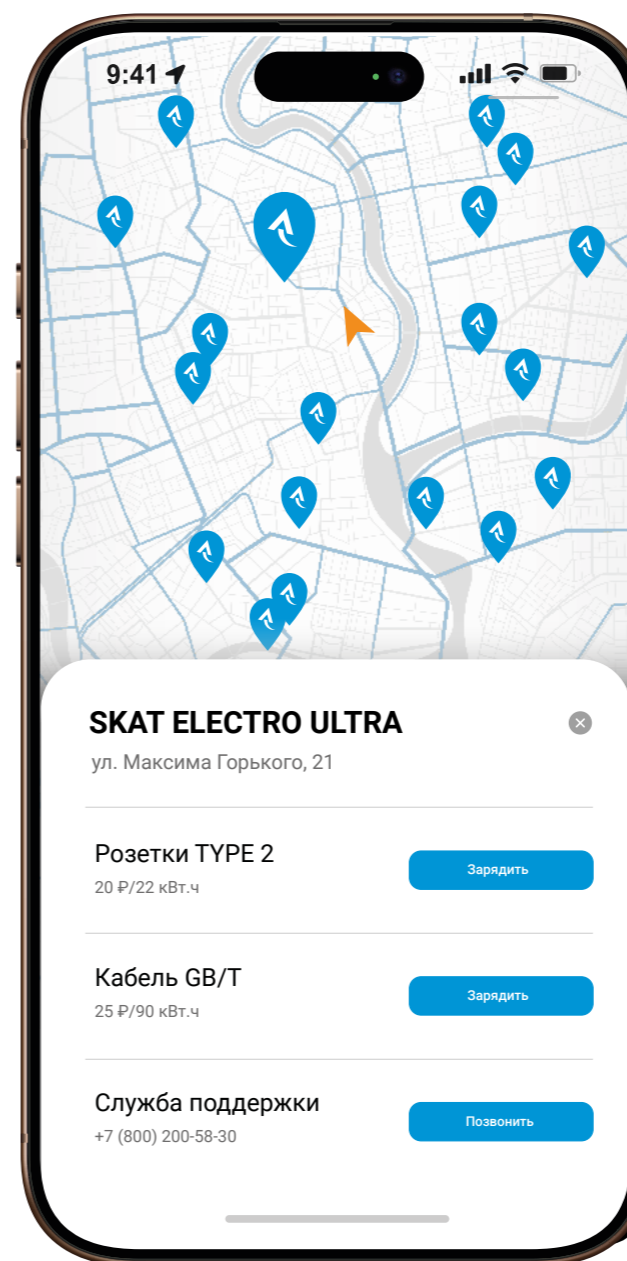 9:41
SKAT ELECTRO ULTRA
ул. Максима Горького, 21
Розетки TYPE 2
20 ₽/22 кВт.ч
Зарядить
Кабель GB/T
25 ₽/90 кВт.ч
Зарядить
Служба поддержки
+7 (800) 200-58-30
Позвонить